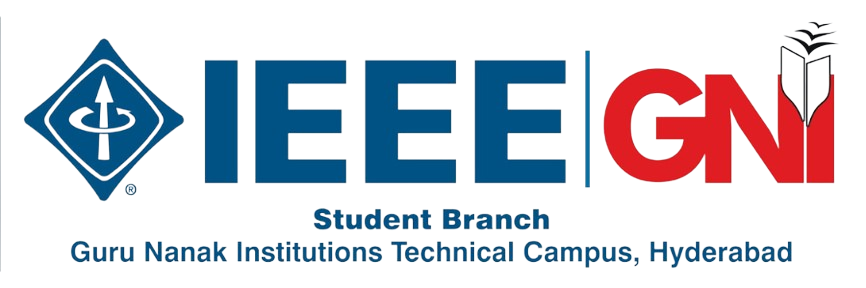 IEEE | GNI
®
Student Branch
Guru Nanak Institutions Technical Campus, Hyderabad